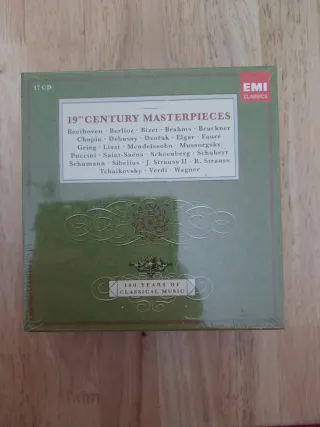 17 CD
EMI
CLASSICS
19TH CENTURY MASTERPIECES
Beethoven · Berlioz · Bizet · Brahms · Bruckner
Chopin · Debussy · Dvořák · Elgar · Fauré
Grieg · Liszt · Mendelssohn · Mussorgsky
Puccini · Saint-Saëns · Schoenberg · Schubert
Schumann · Sibelius · J. Strauss II · R. Strauss
Tchaikovsky · Verdi · Wagner
100 YEARS OF
CLASSICAL MUSIC